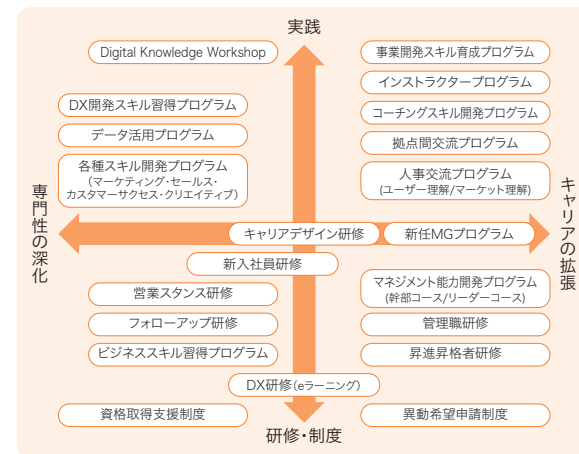 実践
Digital Knowledge Workshop
事業開発スキル育成プログラム
インストラクタープログラム
DX開発スキル習得プログラム
コーチングスキル開発プログラム
データ活用プログラム
拠点間交流プログラム
各種スキル開発プログラム
(マーケティング・セールス・
カスタマーサクセス・クリエイティブ)
人事交流プログラム
(ユーザー理解/マーケット理解)
専門性の深化
キャリアの拡張
キャリアデザイン研修
新任MGプログラム
新入社員研修
営業スタンス研修
マネジメント能力開発プログラム
(幹部コース/リーダーコース)
フォローアップ研修
管理職研修
ビジネススキル習得プログラム
昇進昇格者研修
DX研修(eラーニング)
資格取得支援制度
異動希望申請制度
研修・制度